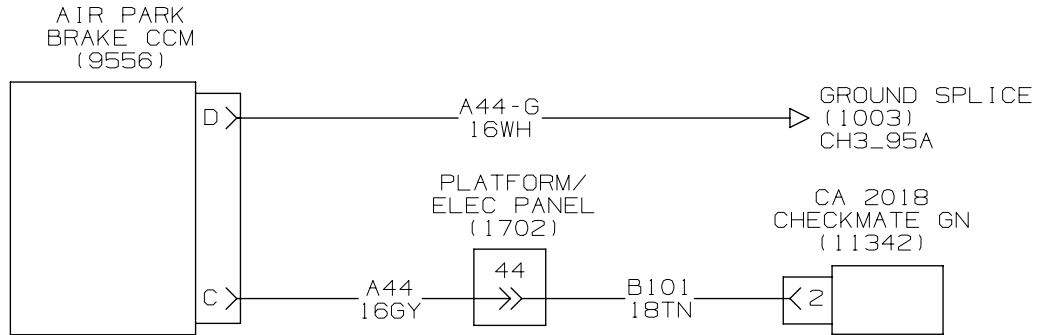 AIR PARK
BRAKE CCM
(9556)
D
A44-G
16WH
GROUND SPLICE
(1003)
CH3_95A
PLATFORM/
ELEC PANEL
(1702)
CA 2018
CHECKMATE GN
(11342)
C
A44
16GY
44
B101
18TN
2